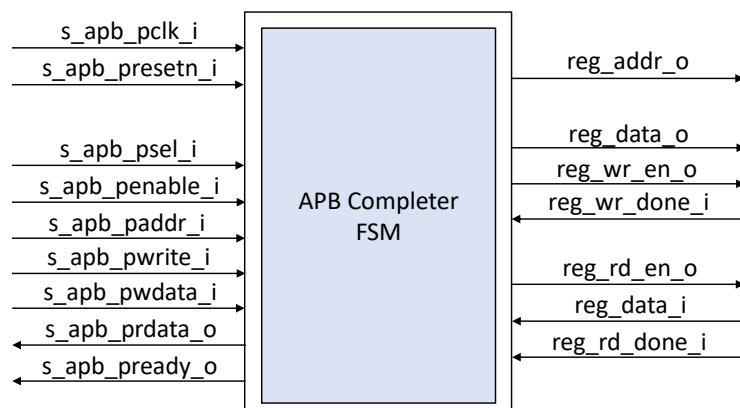 s_apb_pclk_i
s_apb_presetn_i
s_apb_psel_i
s_apb_penable_i
s_apb_paddr_i
s_apb_pwrite_i
s_apb_pwdata_i
s_apb_prdata_o
s_apb_pready_o
APB Completer
FSM
reg_addr_o
reg_data_o
reg_wr_en_o
reg_wr_done_i
reg_rd_en_o
reg_data_i
reg_rd_done_i